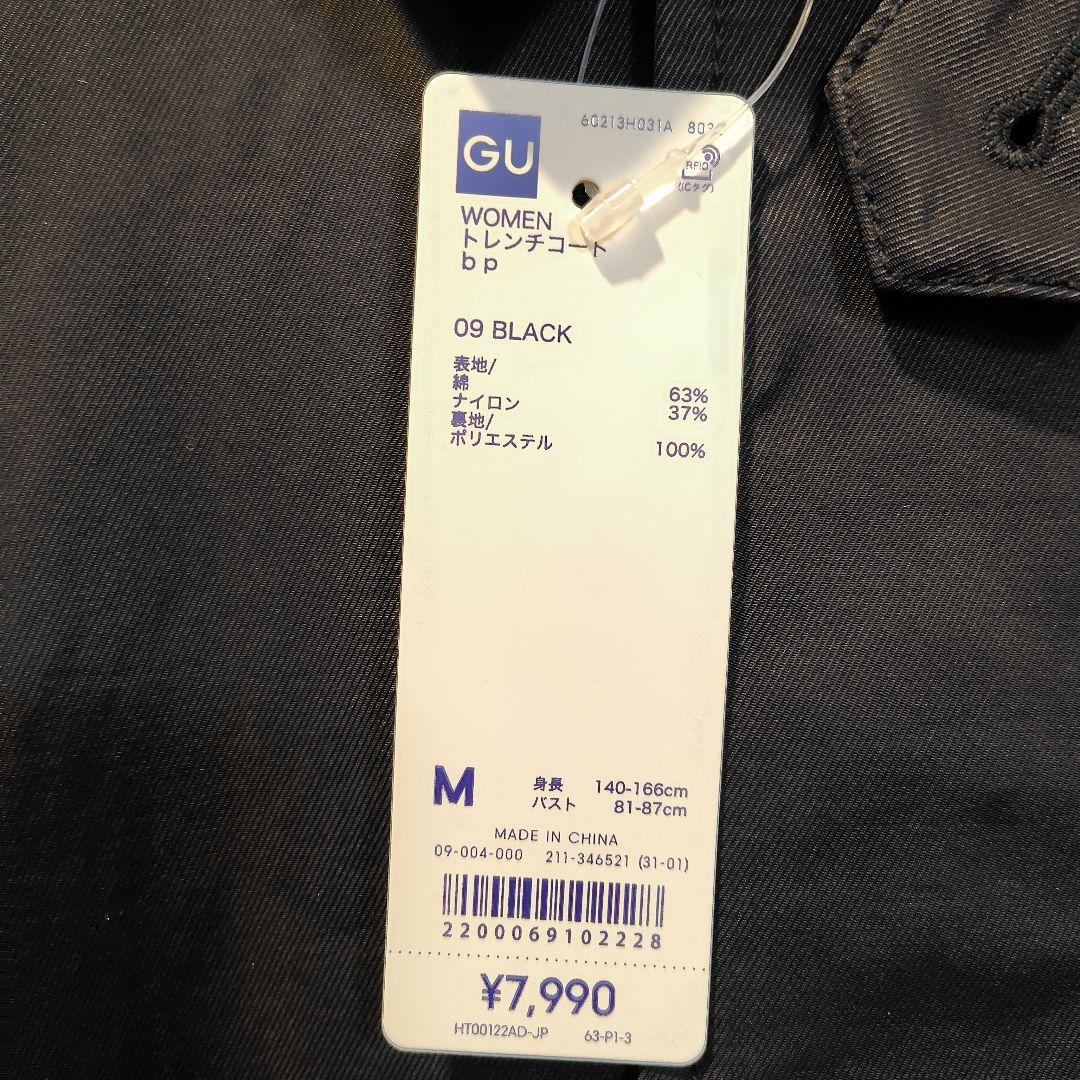 GU
60213H031A
RFID
(ICタグ)
WOMEN
トレンチコート
bp
09 BLACK
表地/
綿 63%
ナイロン 37%
裏地/
ポリエステル 100%
M
身長 140-166cm
バスト 81-87cm
MADE IN CHINA
09-004-000 211-346521 (31-01)
2200069102228
¥7,990
HT00122AD-JP 63-P1-3